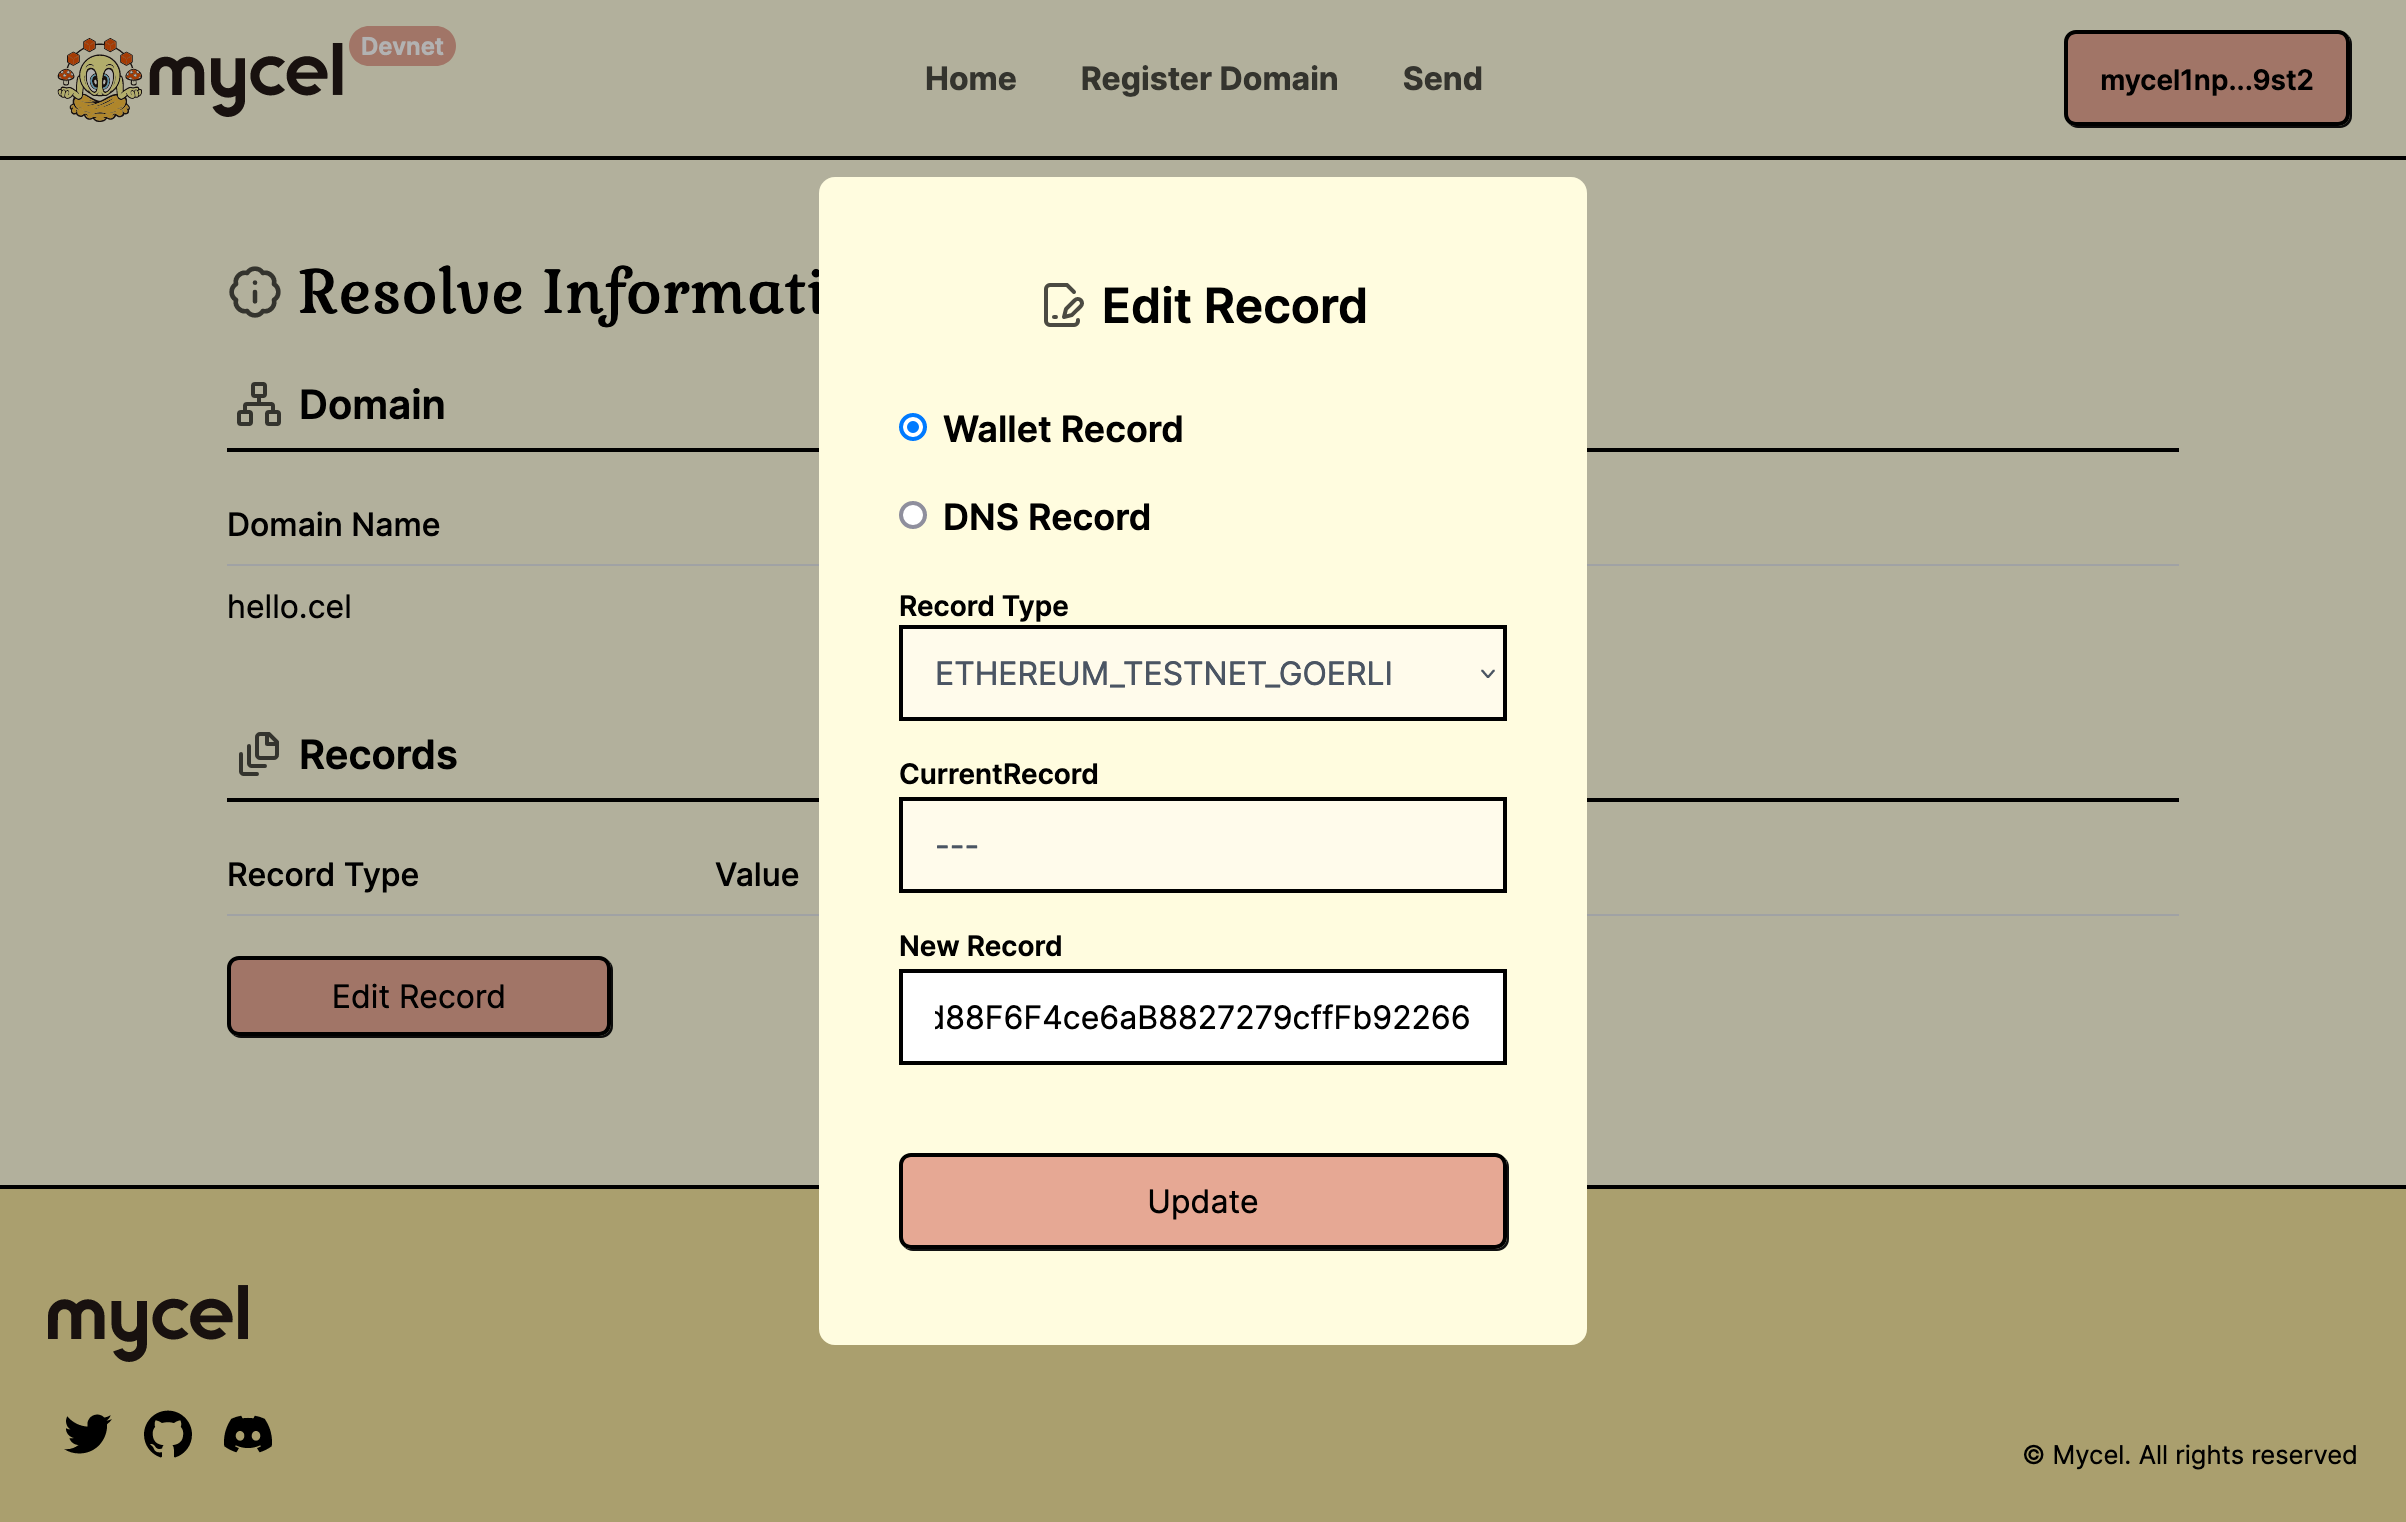 mycel
Devnet
Home
Register Domain
Send
mycel1np...9st2
Resolve Informati
Domain
Domain Name
hello.cel
Records
Record Type
Value
Edit Record
Edit Record
Wallet Record
DNS Record
Record Type
ETHEREUM_TESTNET_GOERLI
CurrentRecord
---
New Record
d88F6F4ce6aB8827279cffFb92266
Update
mycel
© Mycel. All rights reserved